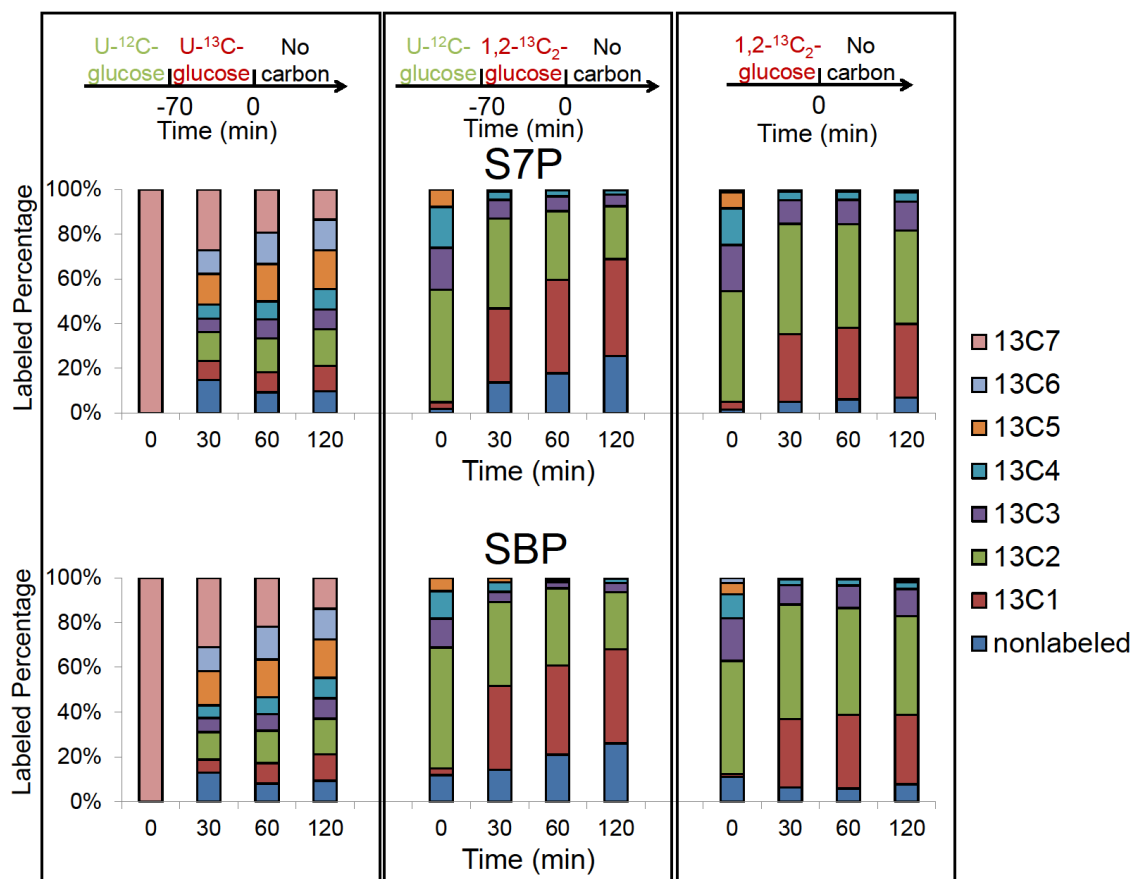 U-¹²C- U-¹³C- No
glucose glucose carbon
-70 0
Time (min)
U-¹²C- 1,2-¹³C₂- No
glucose glucose carbon
-70 0
Time (min)
1,2-¹³C₂- No
glucose carbon
0
Time (min)
S7P
Labeled Percentage
100%
80%
60%
40%
20%
0%
0 30 60 120
0 30 60 120
Time (min)
0 30 60 120
SBP
Labeled Percentage
100%
80%
60%
40%
20%
0%
0 30 60 120
0 30 60 120
Time (min)
0 30 60 120
13C7
13C6
13C5
13C4
13C3
13C2
13C1
nonlabeled